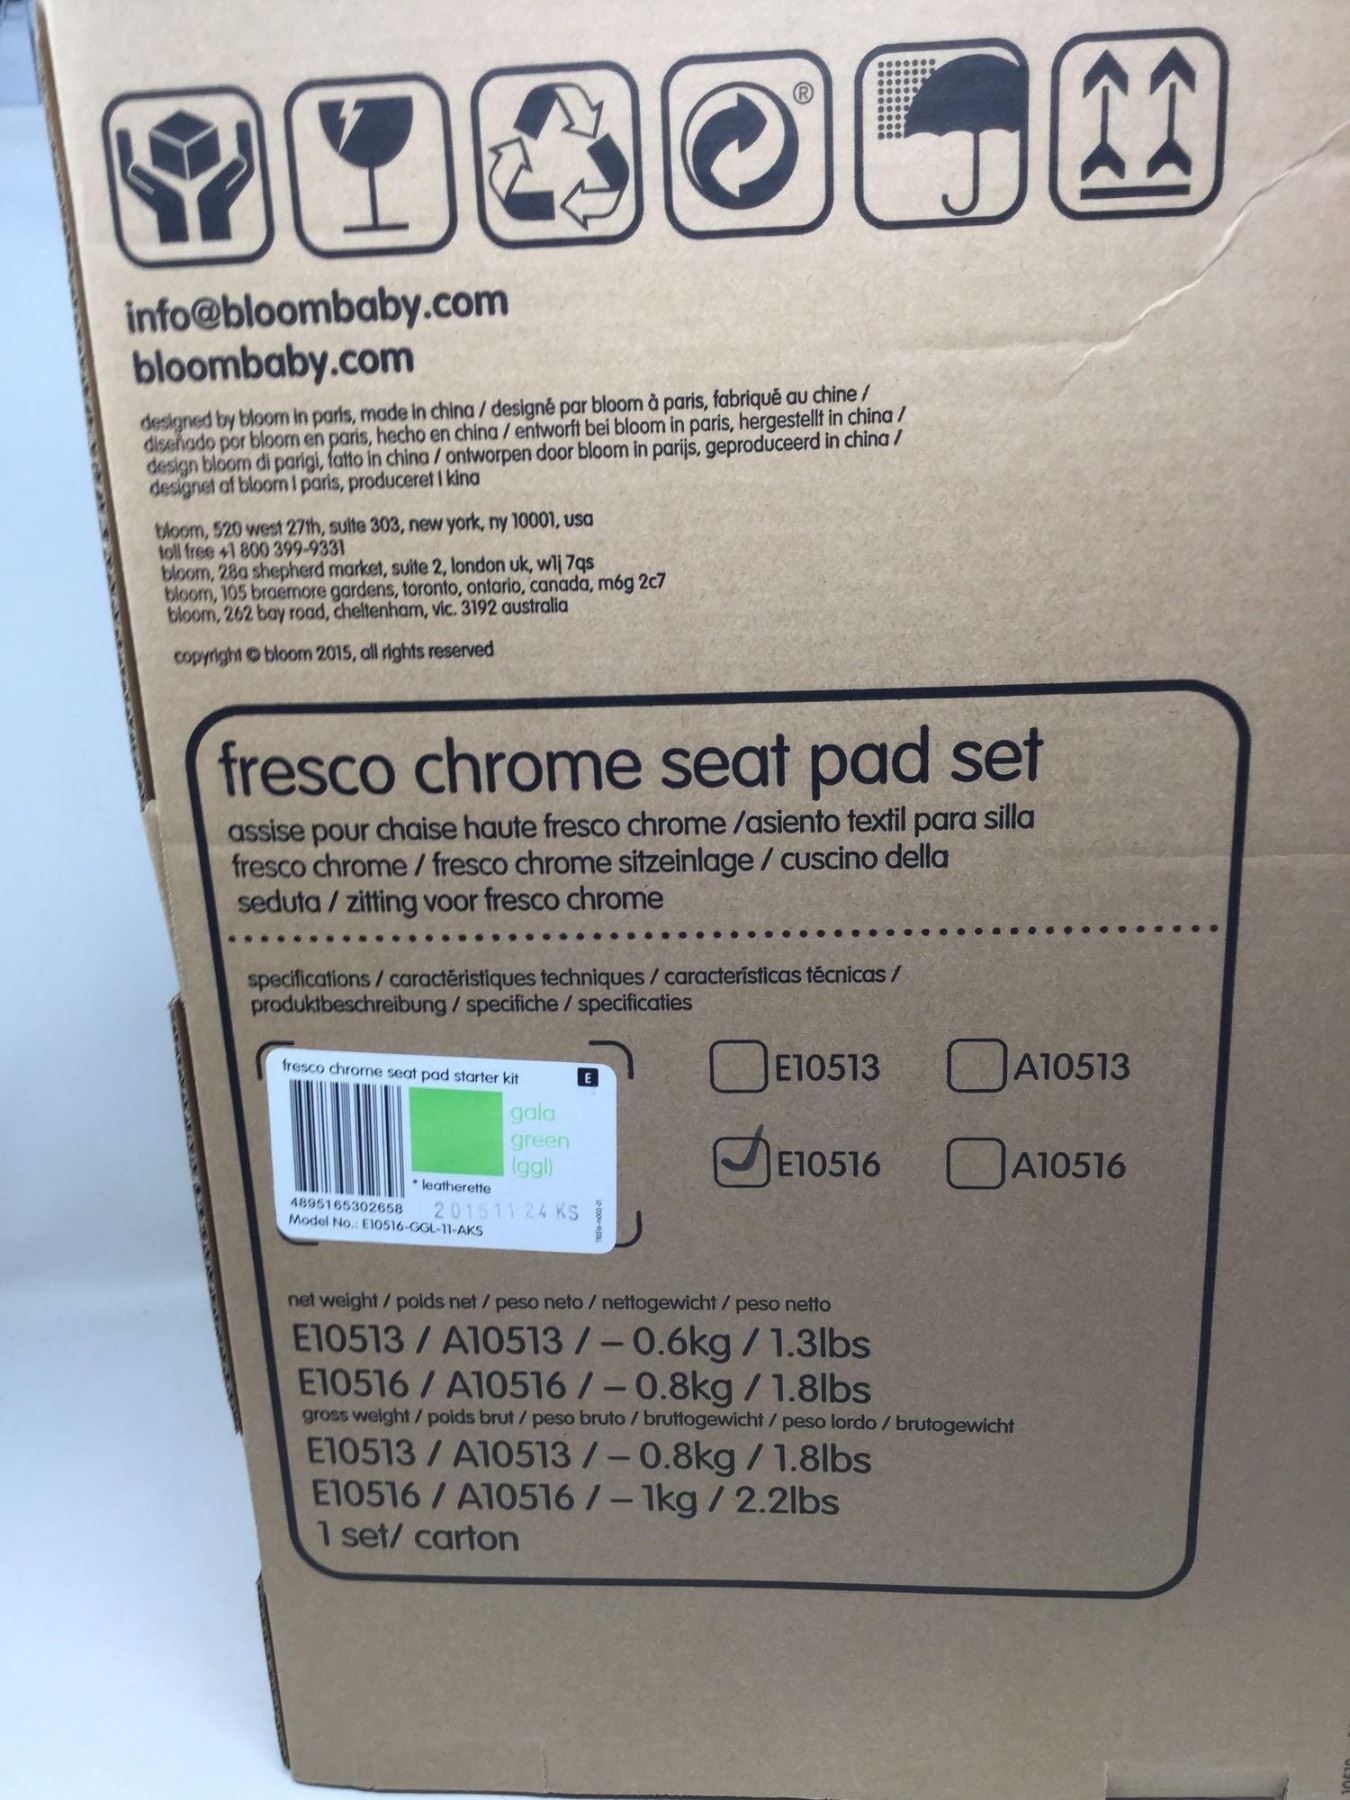 ®
info@bloombaby.com
bloombaby.com
designed by bloom in paris, made in china / designé par bloom à paris, fabriqué au chine /
diseñado por bloom en paris, hecho en china / entworft bei bloom in paris, hergestellt in china /
design bloom di parigi, fatto in china / ontworpen door bloom in parijs, geproduceerd in china /
designet af bloom i paris, produceret i kina
bloom, 520 west 27th, suite 303, new york, ny 10001, usa
toll free +1 800 399-9331
bloom, 28a shepherd market, suite 2, london uk, w1j 7qs
bloom, 105 braemore gardens, toronto, ontario, canada, m6g 2c7
bloom, 262 bay road, cheltenham, vic. 3192 australia
copyright © bloom 2015, all rights reserved
fresco chrome seat pad set
assise pour chaise haute fresco chrome /asiento textil para silla
fresco chrome / fresco chrome sitzeinlage / cuscino della
seduta / zitting voor fresco chrome
specifications / caractéristiques techniques / características técnicas /
produktbeschreibung / specifiche / specificaties
fresco chrome seat pad starter kit E
gala
green
(ggl)
* leatherette
4895165302658 20151124 KS
Model No.: E10516-GGL-11-AKS
E10513 A10513
E10516 A10516
net weight / poids net / peso neto / nettogewicht / peso netto
E10513 / A10513 / – 0.6kg / 1.3lbs
E10516 / A10516 / – 0.8kg / 1.8lbs
gross weight / poids brut / peso bruto / bruttogewicht / peso lordo / brutogewicht
E10513 / A10513 / – 0.8kg / 1.8lbs
E10516 / A10516 / – 1kg / 2.2lbs
1 set/ carton